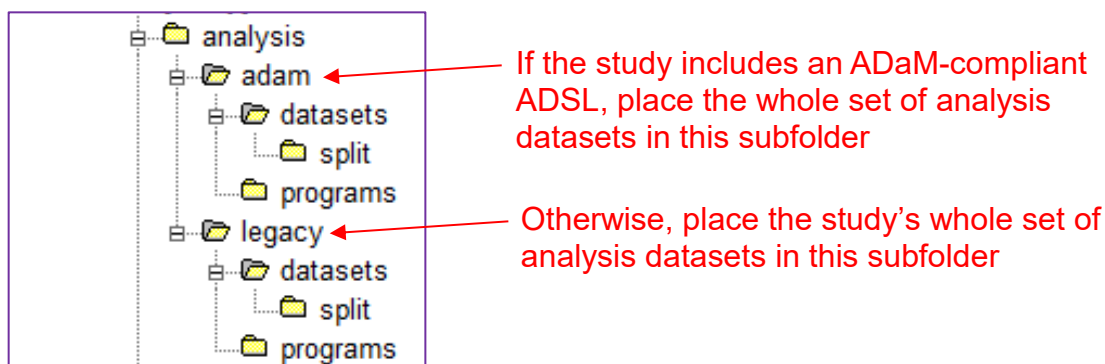 analysis
adam
datasets
split
programs
legacy
datasets
split
programs
If the study includes an ADaM-compliant
ADSL, place the whole set of analysis
datasets in this subfolder
Otherwise, place the study’s whole set of
analysis datasets in this subfolder